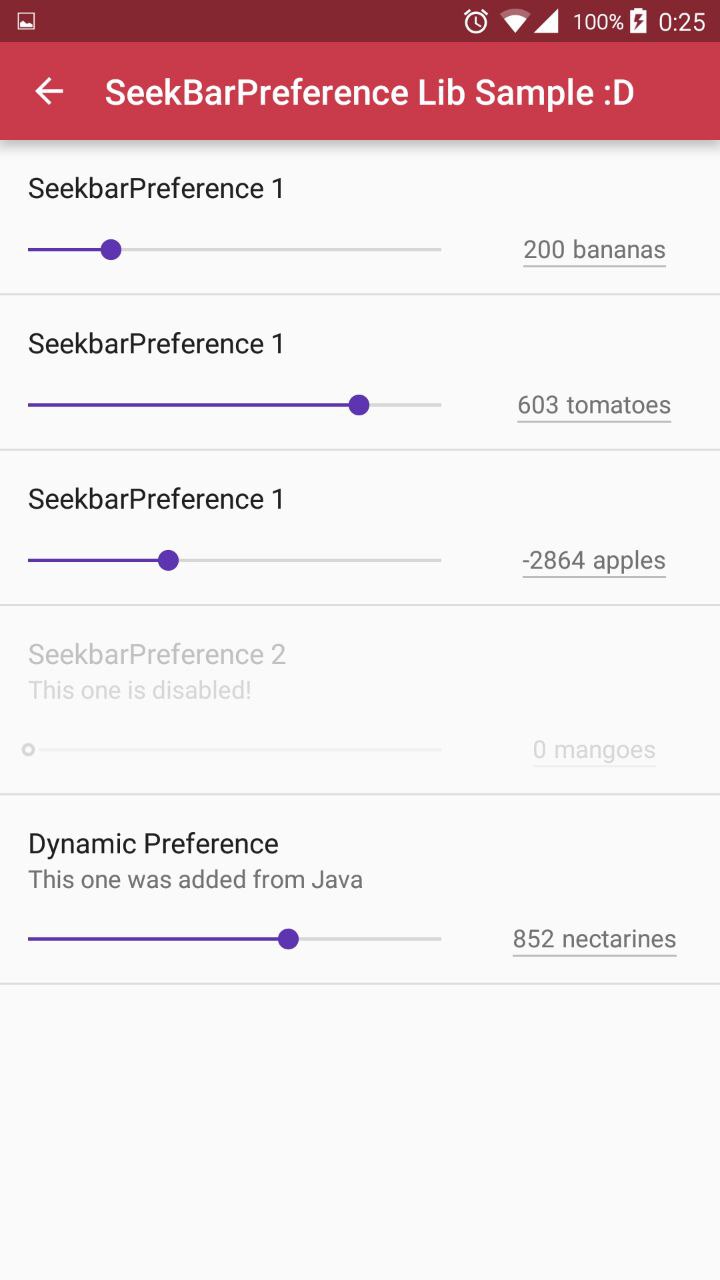 100% 0:25
SeekBarPreference Lib Sample :D
SeekbarPreference 1
200 bananas
SeekbarPreference 1
603 tomatoes
SeekbarPreference 1
-2864 apples
SeekbarPreference 2
This one is disabled!
0 mangoes
Dynamic Preference
This one was added from Java
852 nectarines